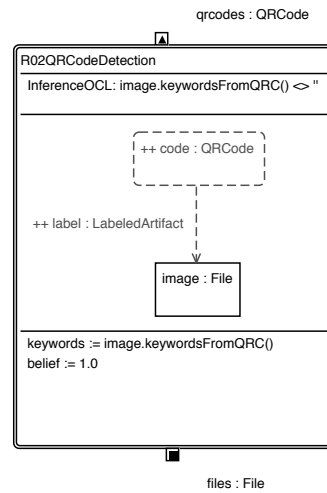 qrcodes : QRCode
R02QRCodeDetection
InferenceOCL: image.keywordsFromQRC() <> ''
++ code : QRCode
++ label : LabeledArtifact
image : File
keywords := image.keywordsFromQRC()
belief := 1.0
files : File